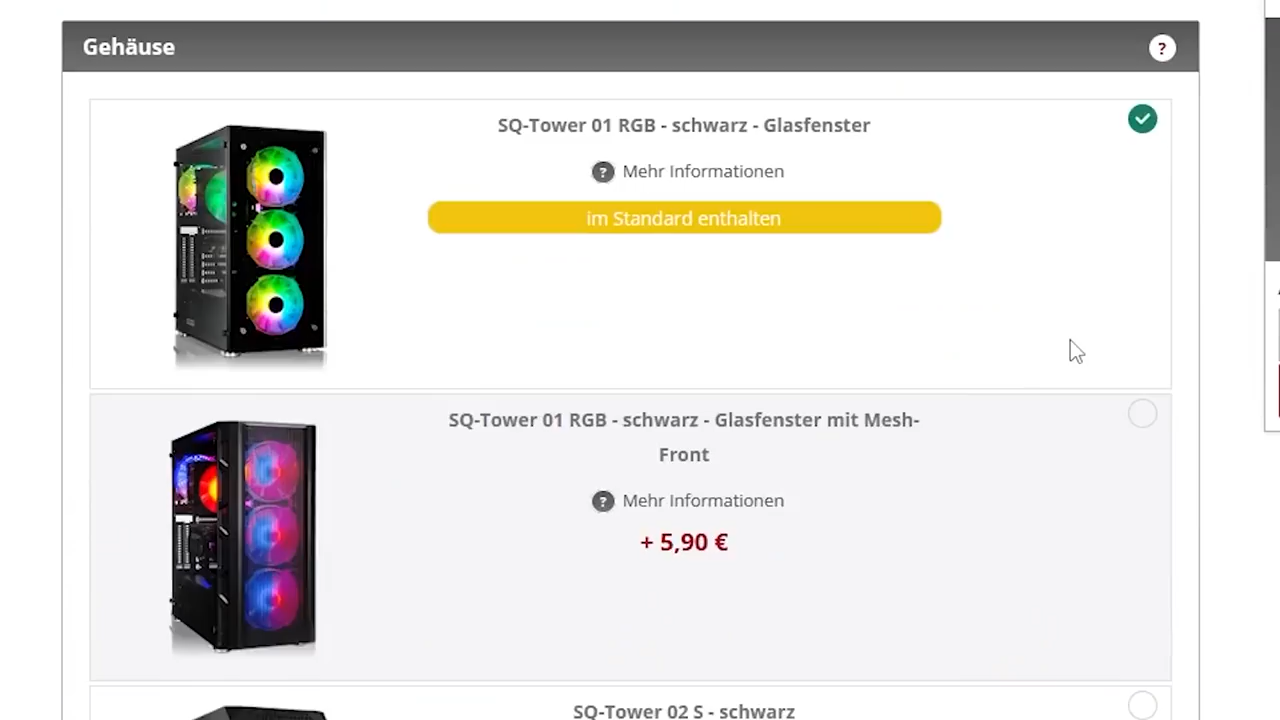 Gehäuse
?
SQ-Tower 01 RGB - schwarz - Glasfenster
? Mehr Informationen
im Standard enthalten
SQ-Tower 01 RGB - schwarz - Glasfenster mit Mesh-
Front
? Mehr Informationen
+ 5,90 €
SQ-Tower 02 S - schwarz